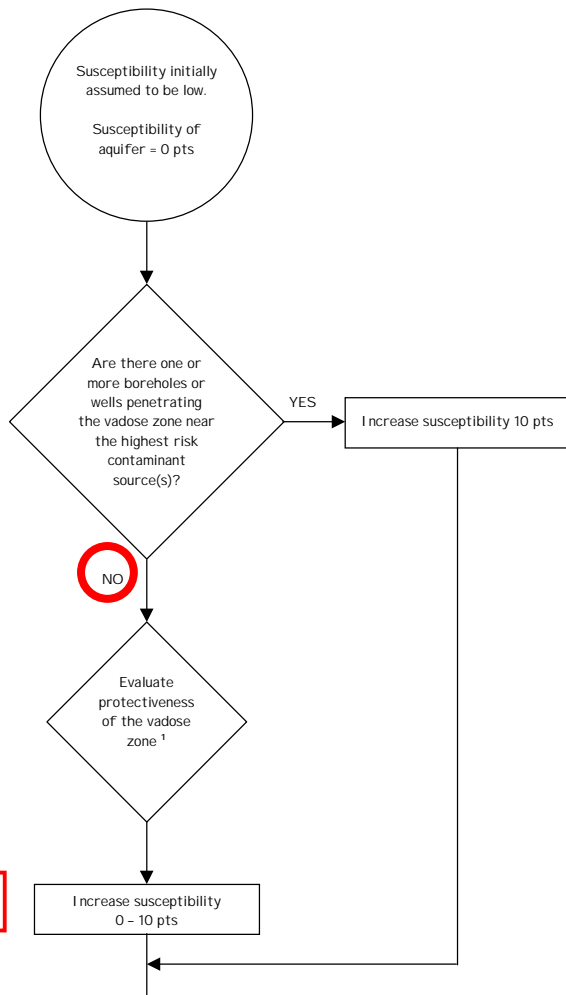 Susceptibility initially
assumed to be low.
Susceptibility of
aquifer = 0 pts
Are there one or
more boreholes or
wells penetrating
the vadose zone near
the highest risk
contaminant
source(s)?
YES
Increase susceptibility 10 pts
NO
Evaluate
protectiveness
of the vadose
zone ¹
Increase susceptibility
0 – 10 pts